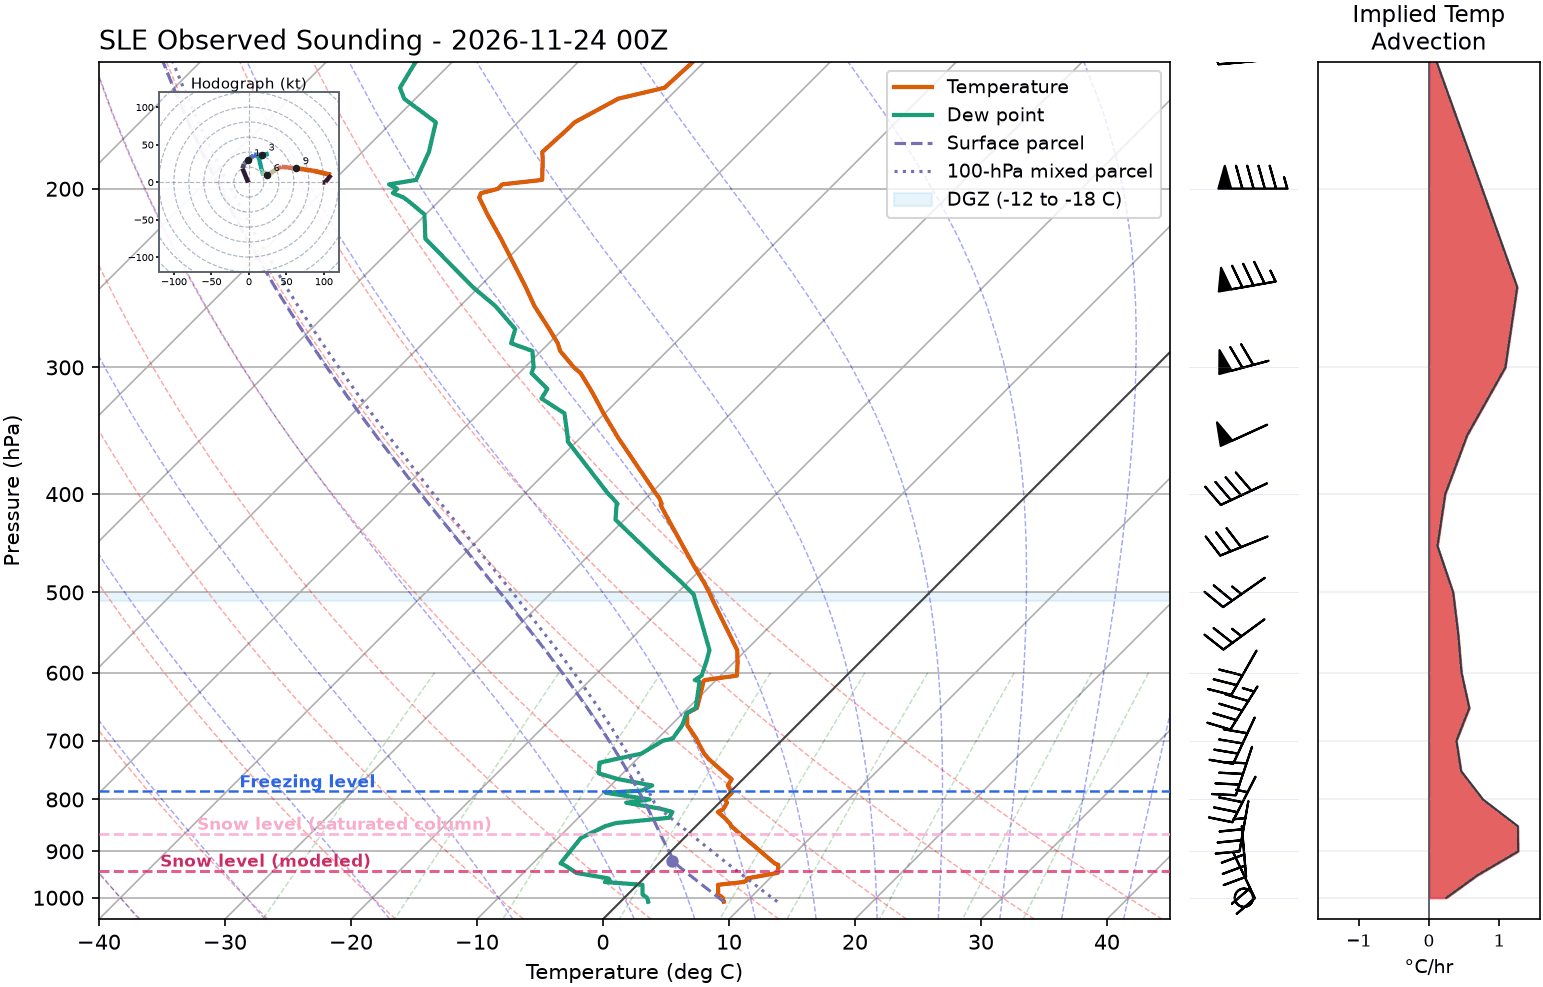 SLE Observed Sounding - 2026-11-24 00Z
Implied Temp
Advection
Hodograph (kt)
100
50
0
−50
−100
−100
−50
0
50
100
1
3
6
9
Temperature
Dew point
Surface parcel
100-hPa mixed parcel
DGZ (-12 to -18 C)
200
300
400
500
600
700
800
900
1000
Pressure (hPa)
Freezing level
Snow level (saturated column)
Snow level (modeled)
−40
−30
−20
−10
0
10
20
30
40
Temperature (deg C)
−1
0
1
°C/hr